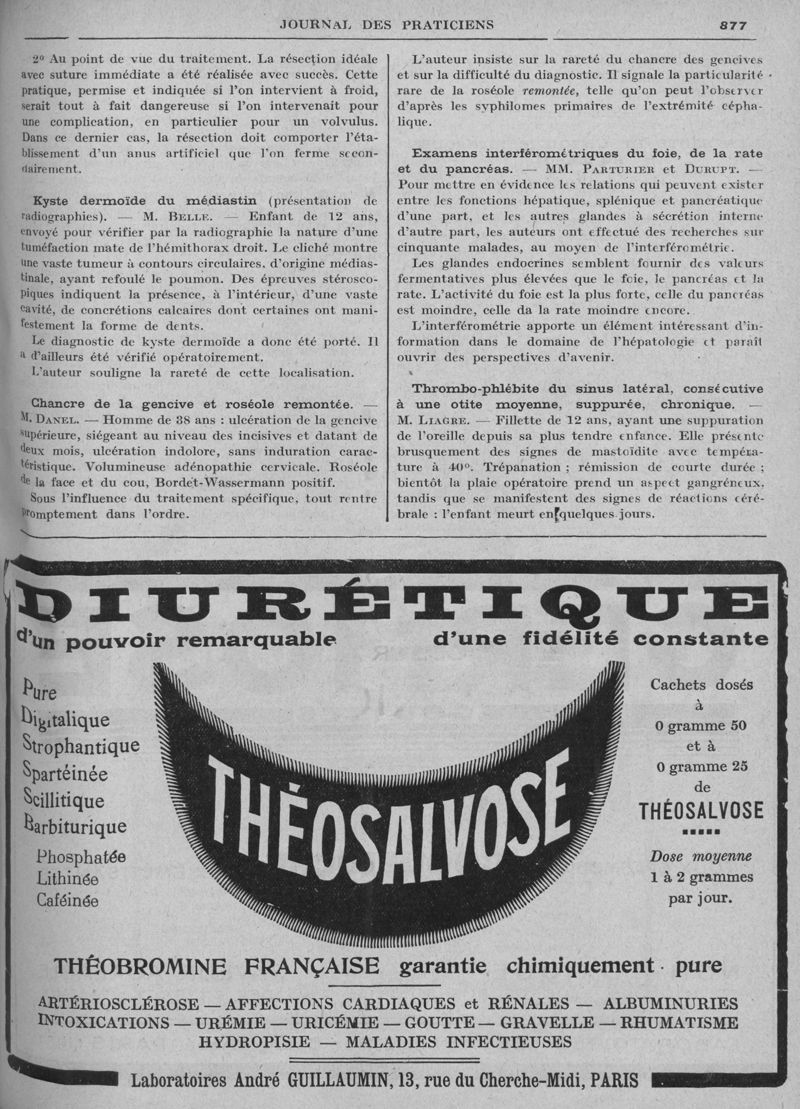 JOURNAL DES PRATICIENS 877
2º Au point de vue du traitement. La résection idéale
avec suture immédiate a été réalisée avec succès. Cette
pratique, permise et indiquée si l'on intervient à froid,
serait tout à fait dangereuse si l'on intervenait pour
une complication, en particulier pour un volvulus.
Dans ce dernier cas, la résection doit comporter l'éta-
blissement d'un anus artificiel que l'on ferme secon-
dairement.
Kyste dermoïde du médiastin (présentation de
radiographies). — M. BELLE. — Enfant de 12 ans,
envoyé pour vérifier par la radiographie la nature d'une
tuméfaction mate de l'hémithorax droit. Le cliché montre
une vaste tumeur à contours circulaires, d'origine médias-
tinale, ayant refoulé le poumon. Des épreuves stérosco-
piques indiquent la présence, à l'intérieur, d'une vaste
cavité, de concrétions calcaires dont certaines ont mani-
festement la forme de dents.
Le diagnostic de kyste dermoïde a donc été porté. Il
a d'ailleurs été vérifié opératoirement.
L'auteur souligne la rareté de cette localisation.
Chancre de la gencive et roséole remontée. —
M. DANEL. — Homme de 38 ans : ulcération de la gencive
supérieure, siégeant au niveau des incisives et datant de
deux mois, ulcération indolore, sans induration carac-
téristique. Volumineuse adénopathie cervicale. Roséole
de la face et du cou, Bordet-Wassermann positif.
Sous l'influence du traitement spécifique, tout rentre
promptement dans l'ordre.
L'auteur insiste sur la rareté du chancre des gencives
et sur la difficulté du diagnostic. Il signale la particularité
rare de la roséole remontée, telle qu'on peut l'observer
d'après les syphilomes primaires de l'extrémité cépha-
lique.
Examens interférométriques du foie, de la rate
et du pancréas. — MM. PARTURIER et DURUPT. —
Pour mettre en évidence les relations qui peuvent exister
entre les fonctions hépatique, splénique et pancréatique
d'une part, et les autres glandes à sécrétion interne
d'autre part, les auteurs ont effectué des recherches sur
cinquante malades, au moyen de l'interférométrie.
Les glandes endocrines semblent fournir des valeurs
fermentatives plus élevées que le foie, le pancréas et la
rate. L'activité du foie est la plus forte, celle du pancréas
est moindre, celle da la rate moindre encore.
L'interférométrie apporte un élément intéressant d'in-
formation dans le domaine de l'hépatologie et paraît
ouvrir des perspectives d'avenir.
Thrombo-phlébite du sinus latéral, consécutive
à une otite moyenne, suppurée, chronique. —
M. LIAGRE. — Fillette de 12 ans, ayant une suppuration
de l'oreille depuis sa plus tendre enfance. Elle présente
brusquement des signes de mastoïdite avec tempéra-
ture à 40º. Trépanation ; rémission de courte durée ;
bientôt la plaie opératoire prend un aspect gangréneux,
tandis que se manifestent des signes de réactions céré-
brale : l'enfant meurt en quelques jours.
DIURÉTIQUE
d'un pouvoir remarquable d'une fidélité constante
Pure
Digitalique
Strophantique
Spartéinée
Scillitique
Barbiturique
Phosphatée
Lithinée
Caféinée
THÉOSALVOSE
Cachets dosés
à
0 gramme 50
et à
0 gramme 25
de
THÉOSALVOSE
Dose moyenne
1 à 2 grammes
par jour.
THÉOBROMINE FRANÇAISE garantie chimiquement pure
ARTÉRIOSCLÉROSE — AFFECTIONS CARDIAQUES et RÉNALES — ALBUMINURIES
INTOXICATIONS — URÉMIE — URICÉMIE — GOUTTE — GRAVELLE — RHUMATISME
HYDROPISIE — MALADIES INFECTIEUSES
Laboratoires André GUILLAUMIN, 13, rue du Cherche-Midi, PARIS